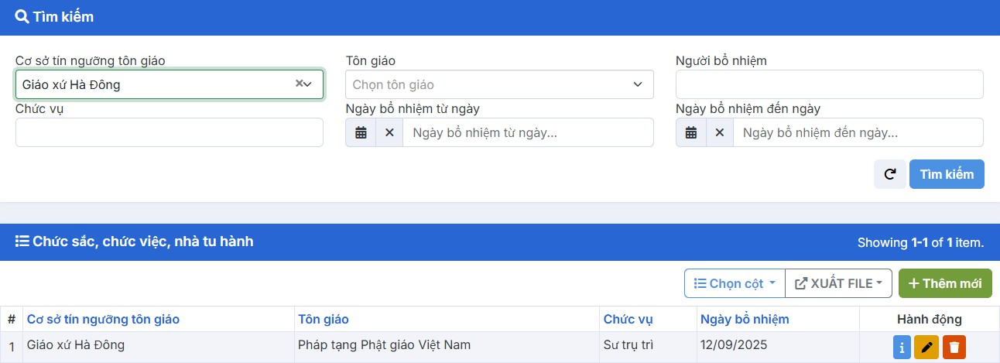 Tìm kiếm
Cơ sở tín ngưỡng tôn giáo Tôn giáo Người bổ nhiệm
Giáo xứ Hà Đông Chọn tôn giáo
Chức vụ Ngày bổ nhiệm từ ngày Ngày bổ nhiệm đến ngày
Ngày bổ nhiệm từ ngày... Ngày bổ nhiệm đến ngày...
Tìm kiếm
Chức sắc, chức việc, nhà tu hành Showing 1-1 of 1 item.
Chọn cột XUẤT FILE Thêm mới
# Cơ sở tín ngưỡng tôn giáo Tôn giáo Chức vụ Ngày bổ nhiệm Hành động
1 Giáo xứ Hà Đông Pháp tạng Phật giáo Việt Nam Sư trụ trì 12/09/2025